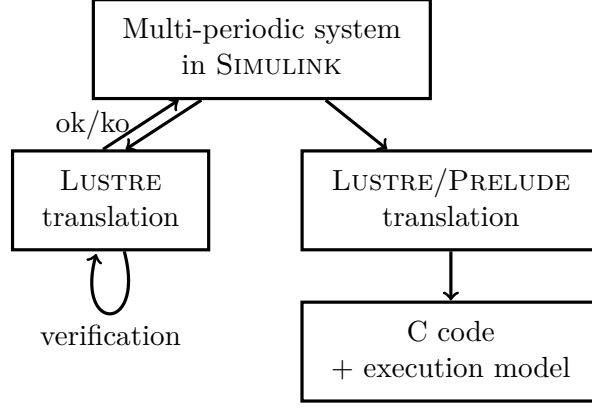 Multi-periodic system
in SIMULINK
ok/ko
LUSTRE
translation
LUSTRE/PRELUDE
translation
verification
C code
+ execution model